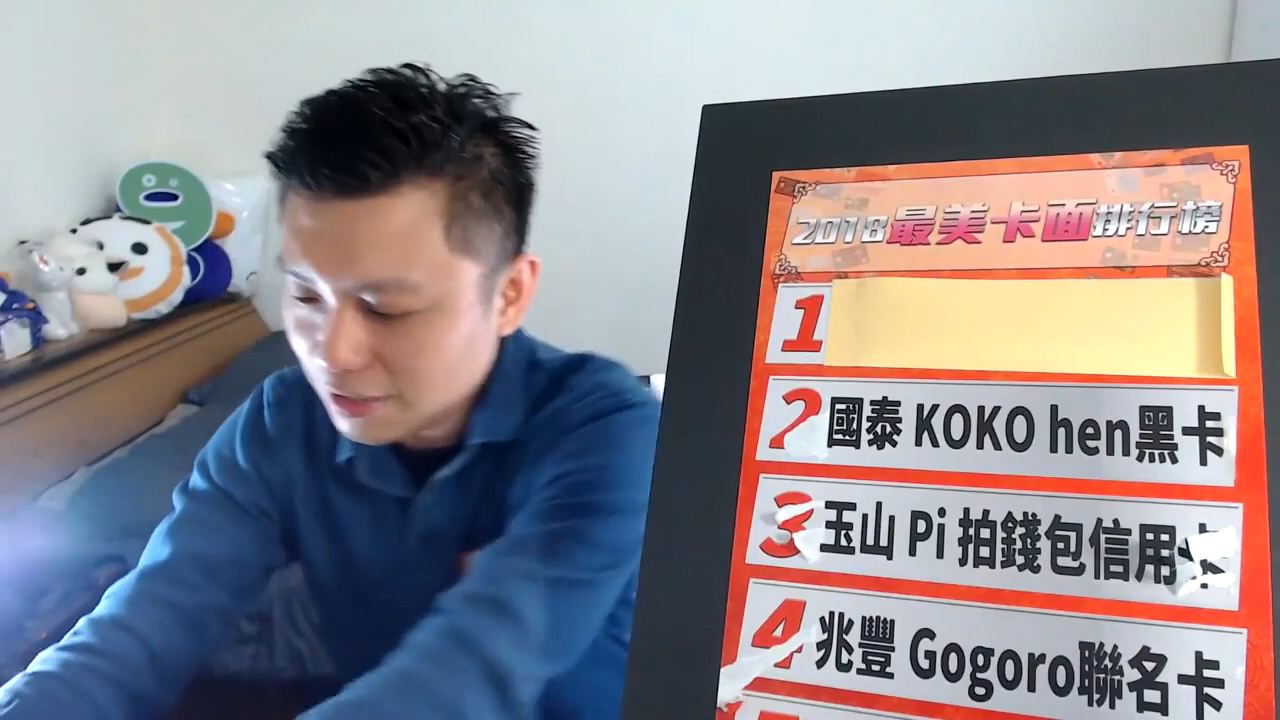 2018最美卡面排行榜
1
2 國泰 KOKO hen黑卡
3 玉山 Pi 拍錢包信用卡
4 兆豐 Gogoro聯名卡